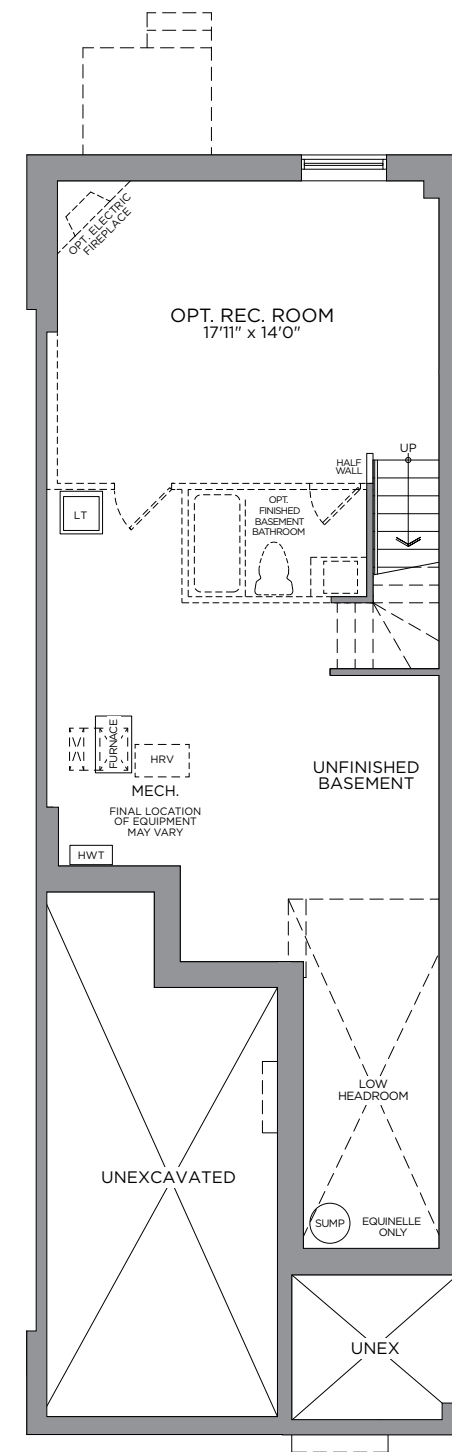 OPT. ELECTRIC
FIREPLACE
OPT. REC. ROOM
17'11" x 14'0"
HALF
WALL
UP
LT
OPT.
FINISHED
BASEMENT
BATHROOM
FURNACE
HRV
MECH.
FINAL LOCATION
OF EQUIPMENT
MAY VARY
HWT
UNFINISHED
BASEMENT
LOW
HEADROOM
UNEXCAVATED
SUMP
EQUINELLE
ONLY
UNEX